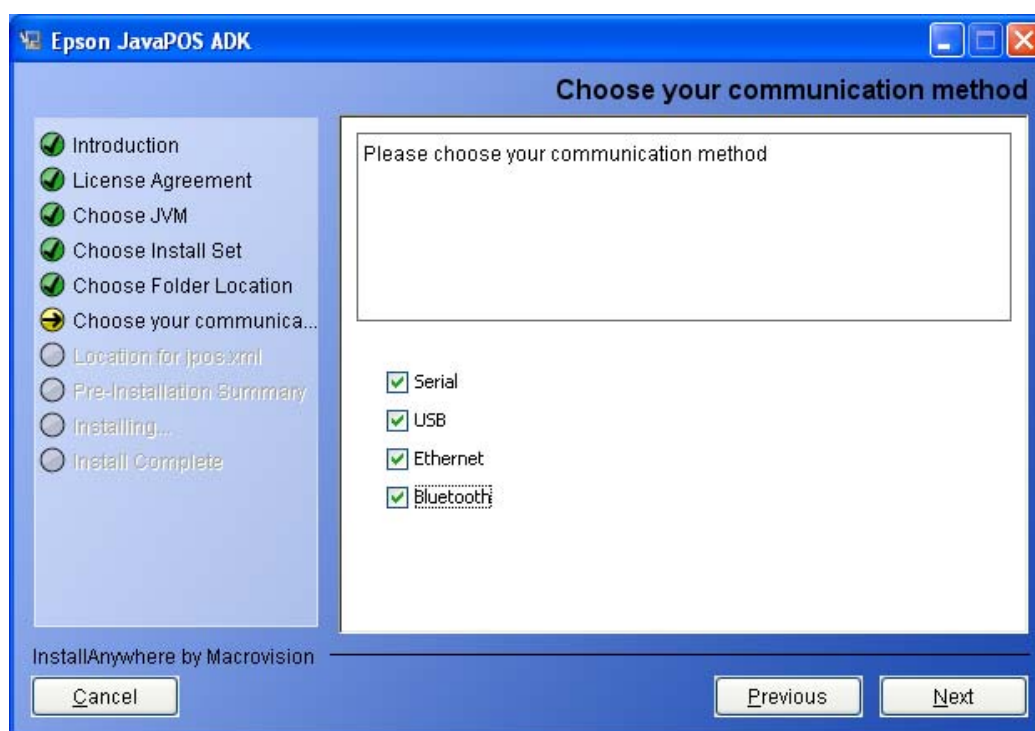 Epson JavaPOS ADK
Choose your communication method
Introduction
License Agreement
Choose JVM
Choose Install Set
Choose Folder Location
Choose your communica...
Location for jpos.xml
Pre-Installation Summary
Installing...
Install Complete
Please choose your communication method
Serial
USB
Ethernet
Bluetooth
InstallAnywhere by Macrovision
Cancel
Previous
Next